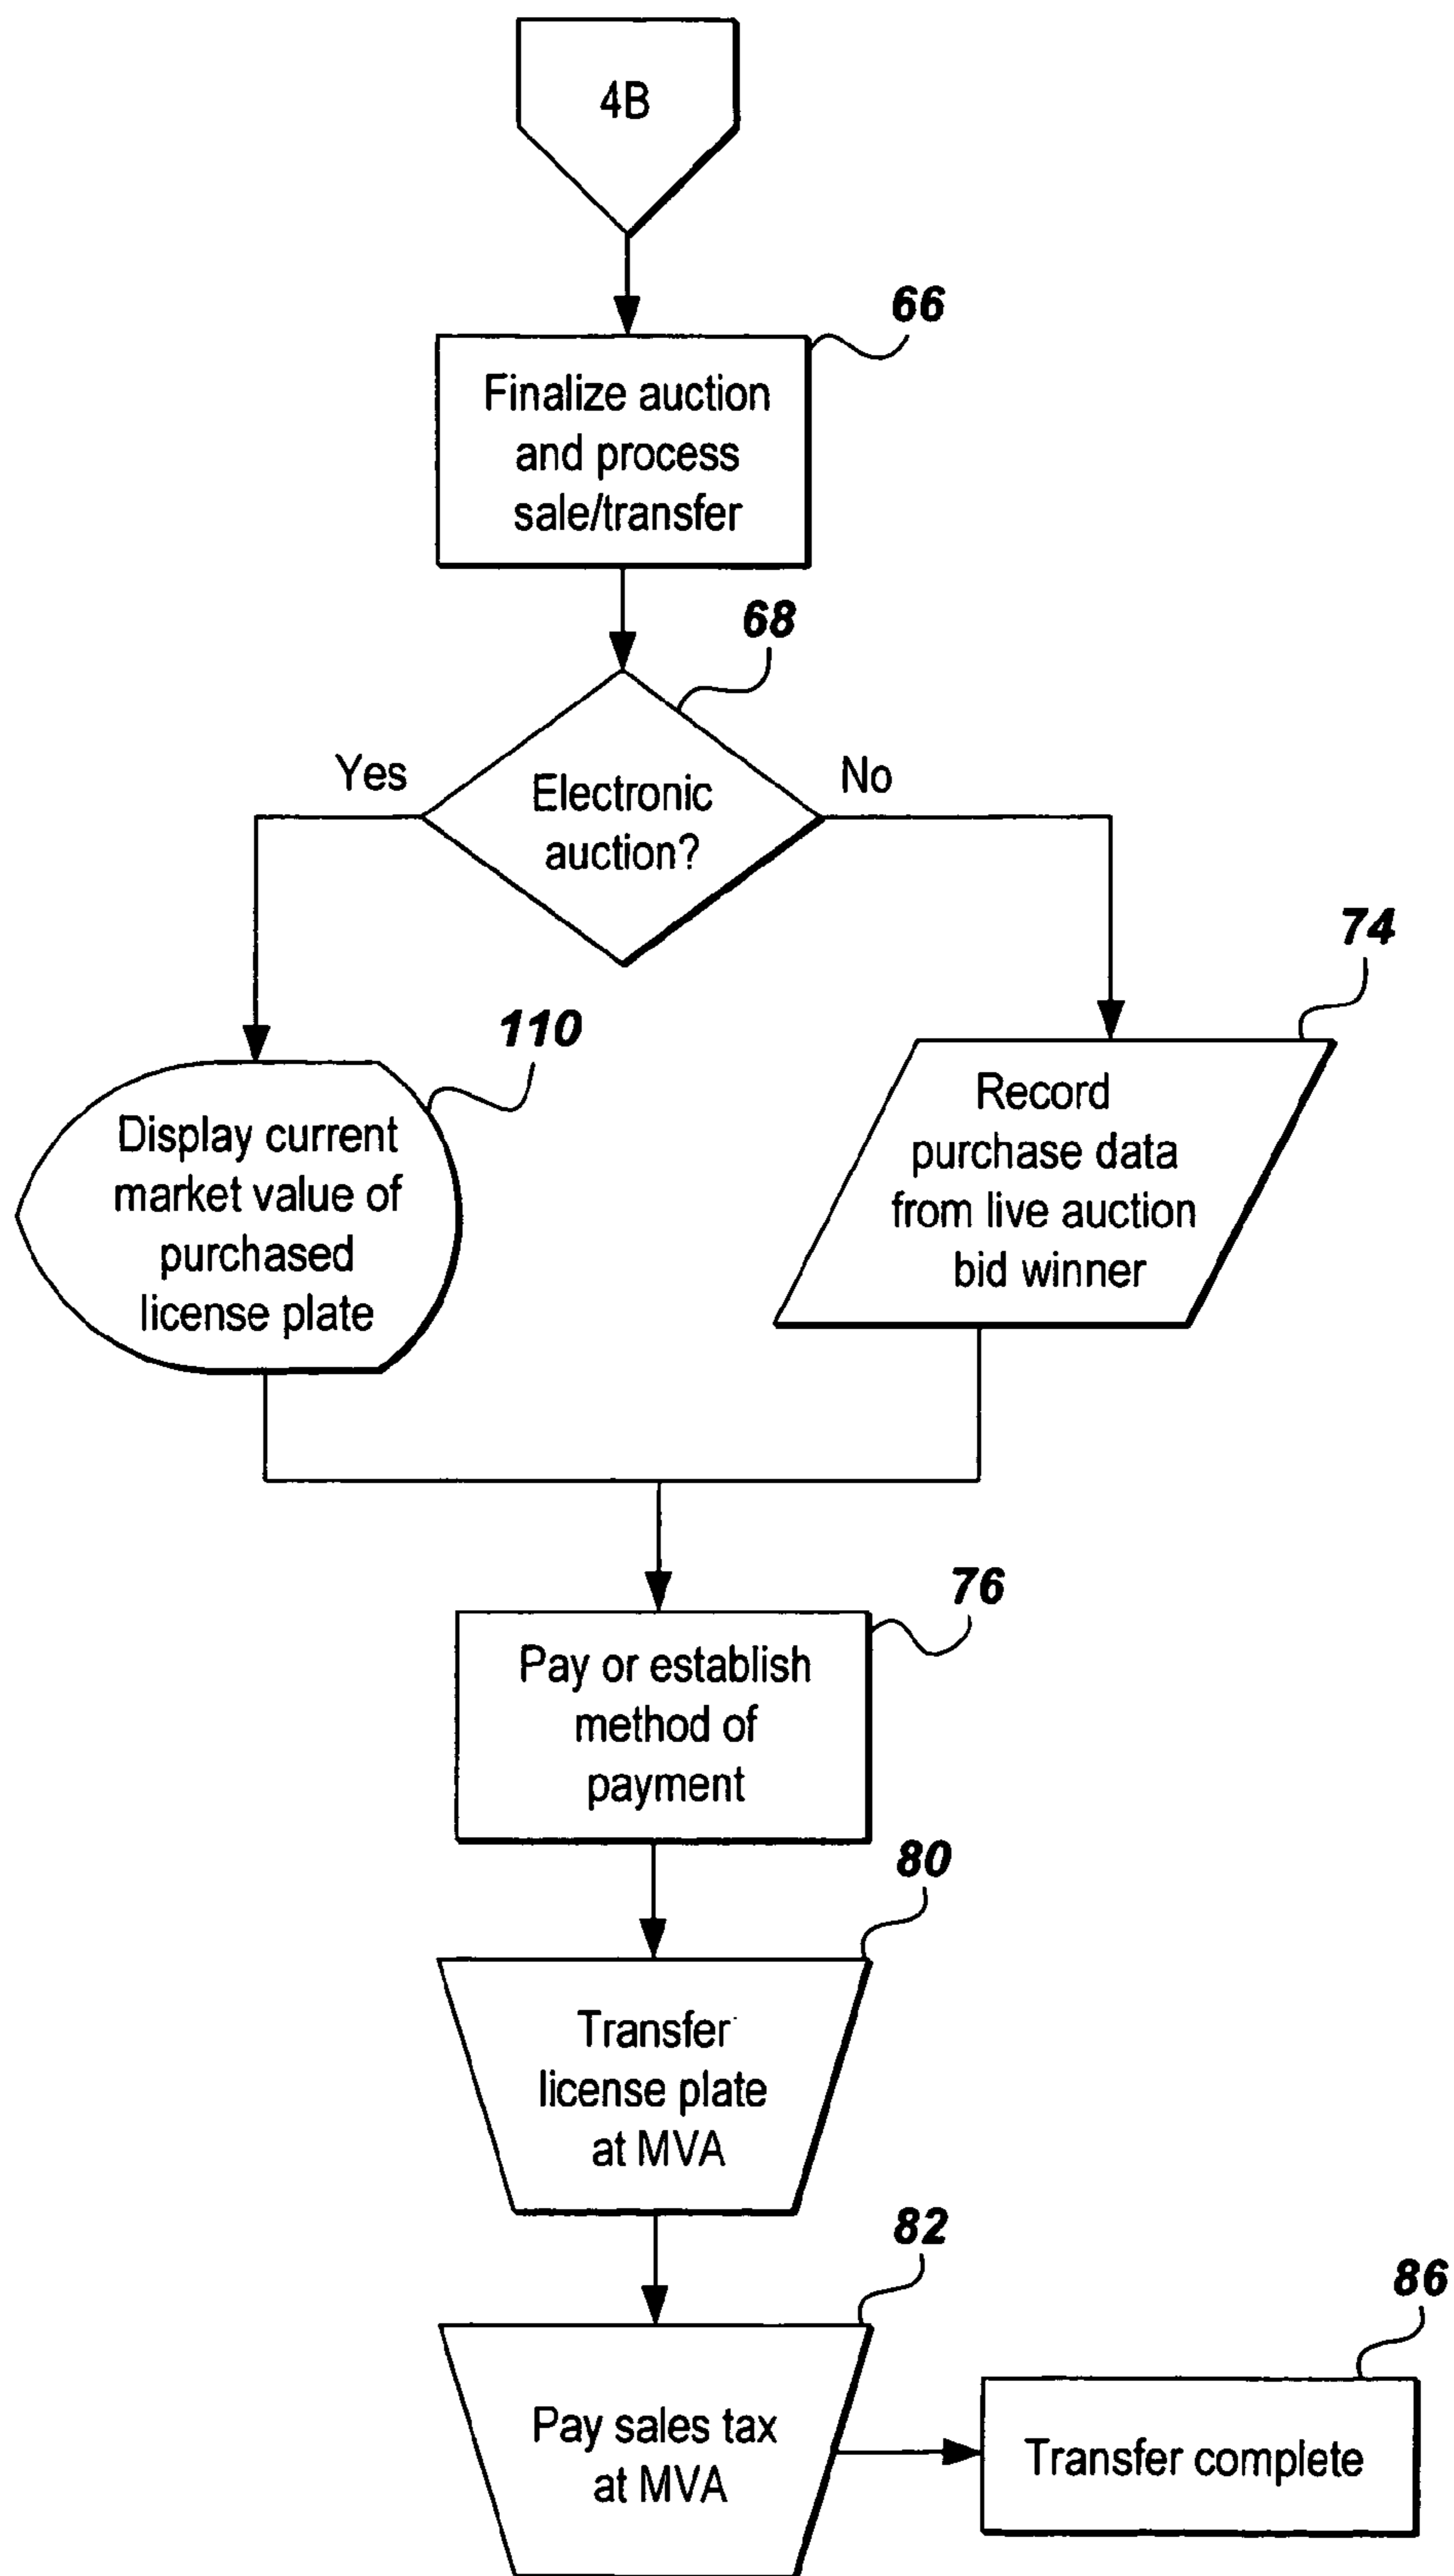 4B
66
Finalize auction
and process
sale/transfer
68
Yes
Electronic
auction?
No
74
110
Display current
market value of
purchased
license plate
Record
purchase data
from live auction
bid winner
76
Pay or establish
method of
payment
80
Transfer
license plate
at MVA
82
86
Pay sales tax
at MVA
Transfer complete